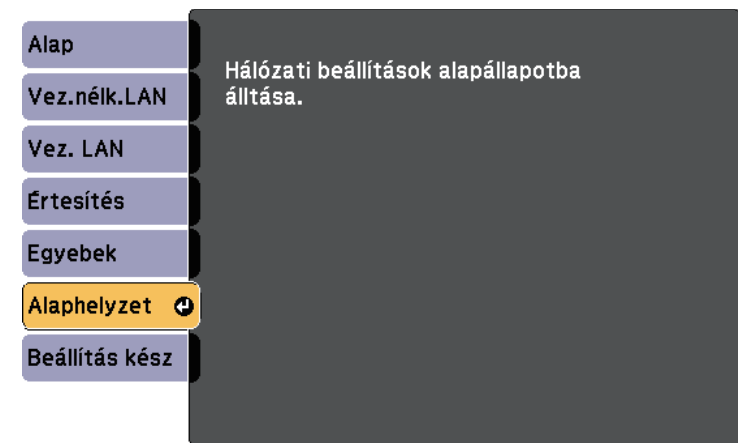 Alap
Vez.nélk.LAN
Vez. LAN
Értesítés
Egyebek
Alaphelyzet
Beállítás kész
Hálózati beállítások alapállapotba
álltása.